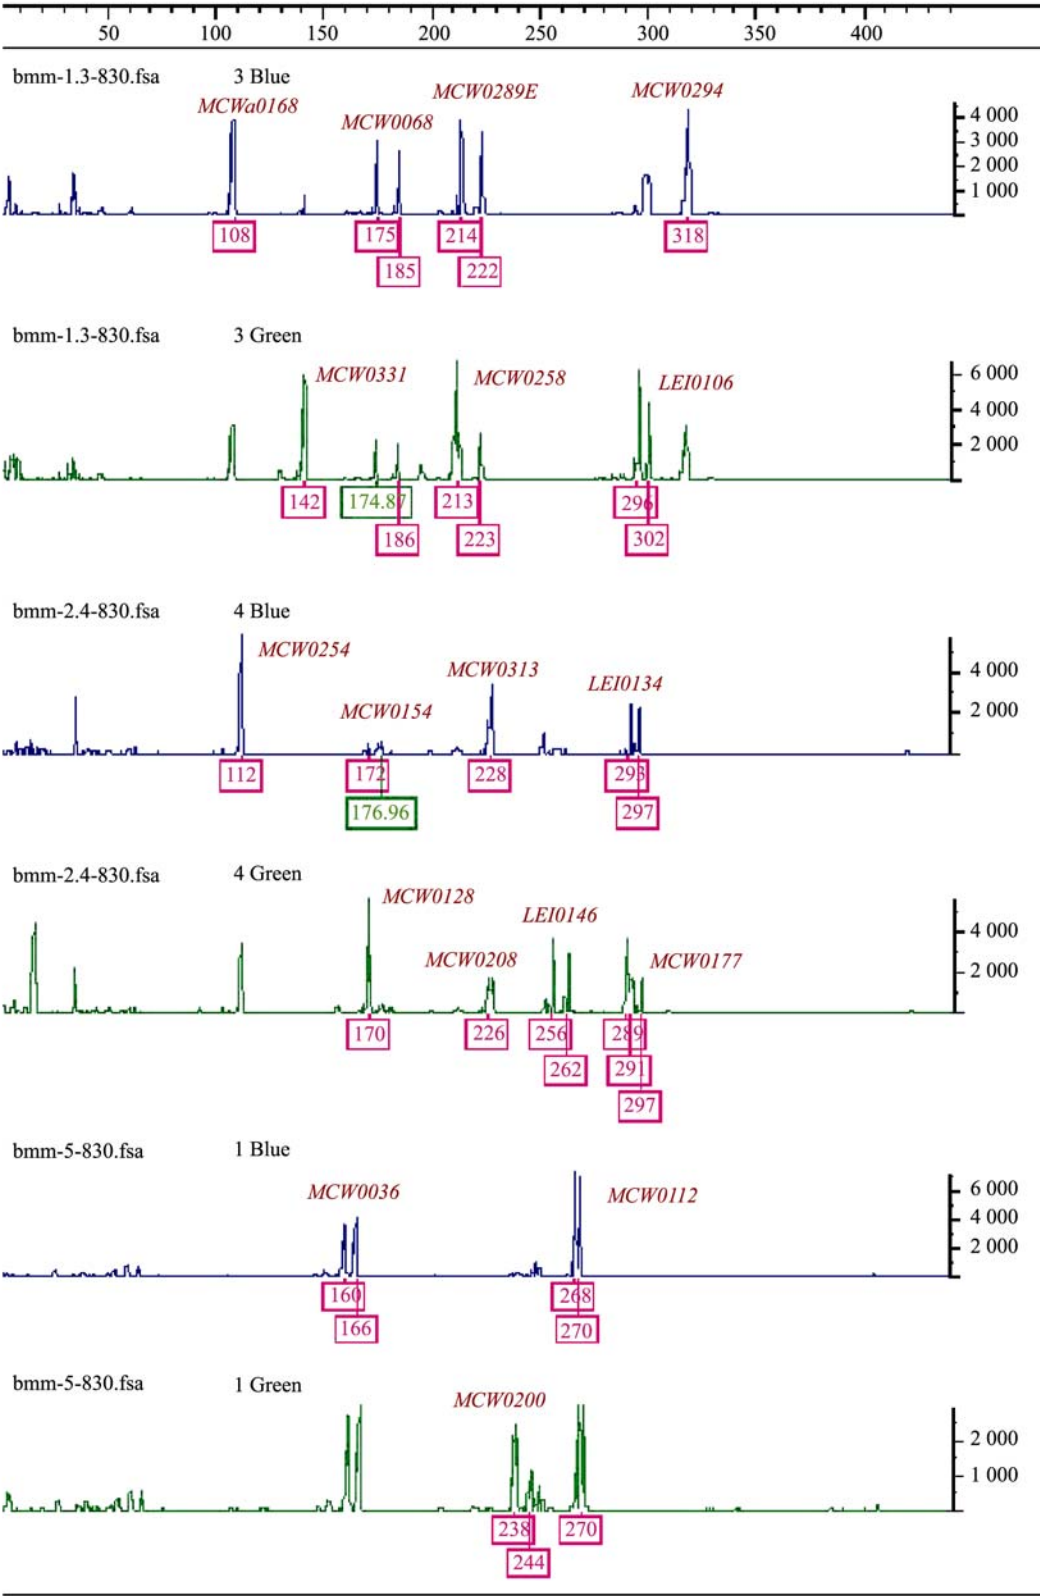 50 100 150 200 250 300 350 400
bmm-1.3-830.fsa 3 Blue
MCWa0168 MCW0068 MCW0289E MCW0294
4 000
3 000
2 000
1 000
108 175 214 318
185 222
bmm-1.3-830.fsa 3 Green
MCW0331 MCW0258 LEI0106
6 000
4 000
2 000
142 174.87 213 296
186 223 302
bmm-2.4-830.fsa 4 Blue
MCW0254 MCW0154 MCW0313 LEI0134
4 000
2 000
112 172 228 293
176.96 297
bmm-2.4-830.fsa 4 Green
MCW0128 MCW0208 LEI0146 MCW0177
4 000
2 000
170 226 256 289
262 291
297
bmm-5-830.fsa 1 Blue
MCW0036 MCW0112
6 000
4 000
2 000
160 268
166 270
bmm-5-830.fsa 1 Green
MCW0200
2 000
1 000
238 270
244